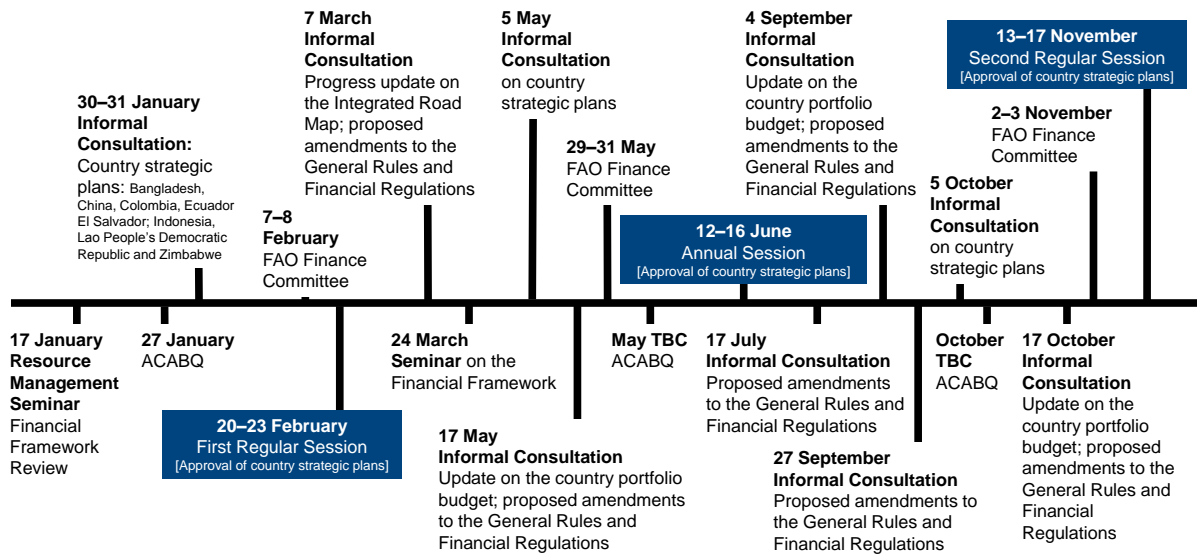 30–31 January
Informal
Consultation:
Country strategic
plans: Bangladesh,
China, Colombia, Ecuador
El Salvador; Indonesia,
Lao People's Democratic
Republic and Zimbabwe
7–8
February
FAO Finance
Committee
7 March
Informal
Consultation
Progress update on
the Integrated Road
Map; proposed
amendments to the
General Rules and
Financial Regulations
5 May
Informal
Consultation
on country
strategic plans
29–31 May
FAO Finance
Committee
12–16 June
Annual Session
[Approval of country strategic plans]
4 September
Informal
Consultation
Update on the
country portfolio
budget; proposed
amendments to the
General Rules and
Financial Regulations
5 October
Informal
Consultation
on country
strategic plans
2–3 November
FAO Finance
Committee
13–17 November
Second Regular Session
[Approval of country strategic plans]
17 January
Resource
Management
Seminar
Financial
Framework
Review
27 January
ACABQ
20–23 February
First Regular Session
[Approval of country strategic plans]
24 March
Seminar on the
Financial Framework
17 May
Informal Consultation
Update on the country portfolio
budget; proposed amendments
to the General Rules and
Financial Regulations
May TBC
ACABQ
17 July
Informal Consultation
Proposed amendments
to the General Rules and
Financial Regulations
27 September
Informal Consultation
Proposed amendments to
the General Rules and
Financial Regulations
October
TBC
ACABQ
17 October
Informal
Consultation
Update on the
country portfolio
budget; proposed
amendments to the
General Rules and
Financial
Regulations